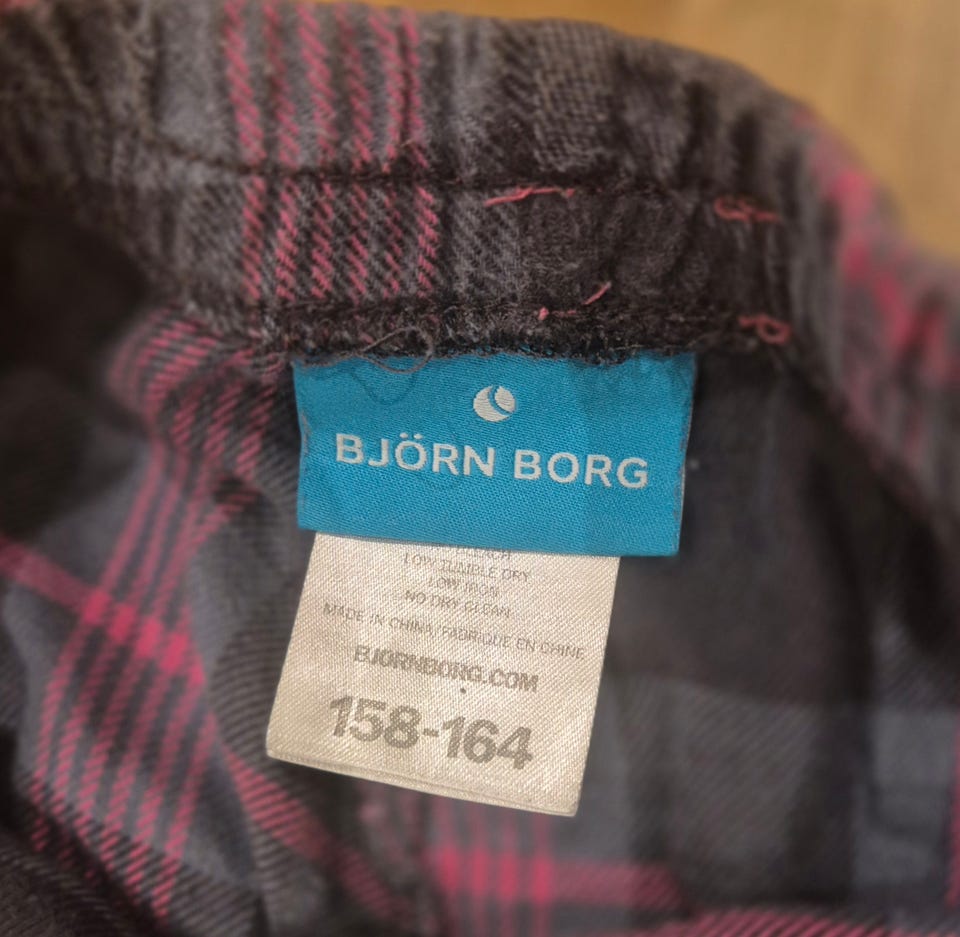 BJÖRN BORG
LOW TUMBLE DRY
LOW IRON
NO DRY CLEAN
MADE IN CHINA/FABRIQUE EN CHINE
BJORNBORG.COM
158-164